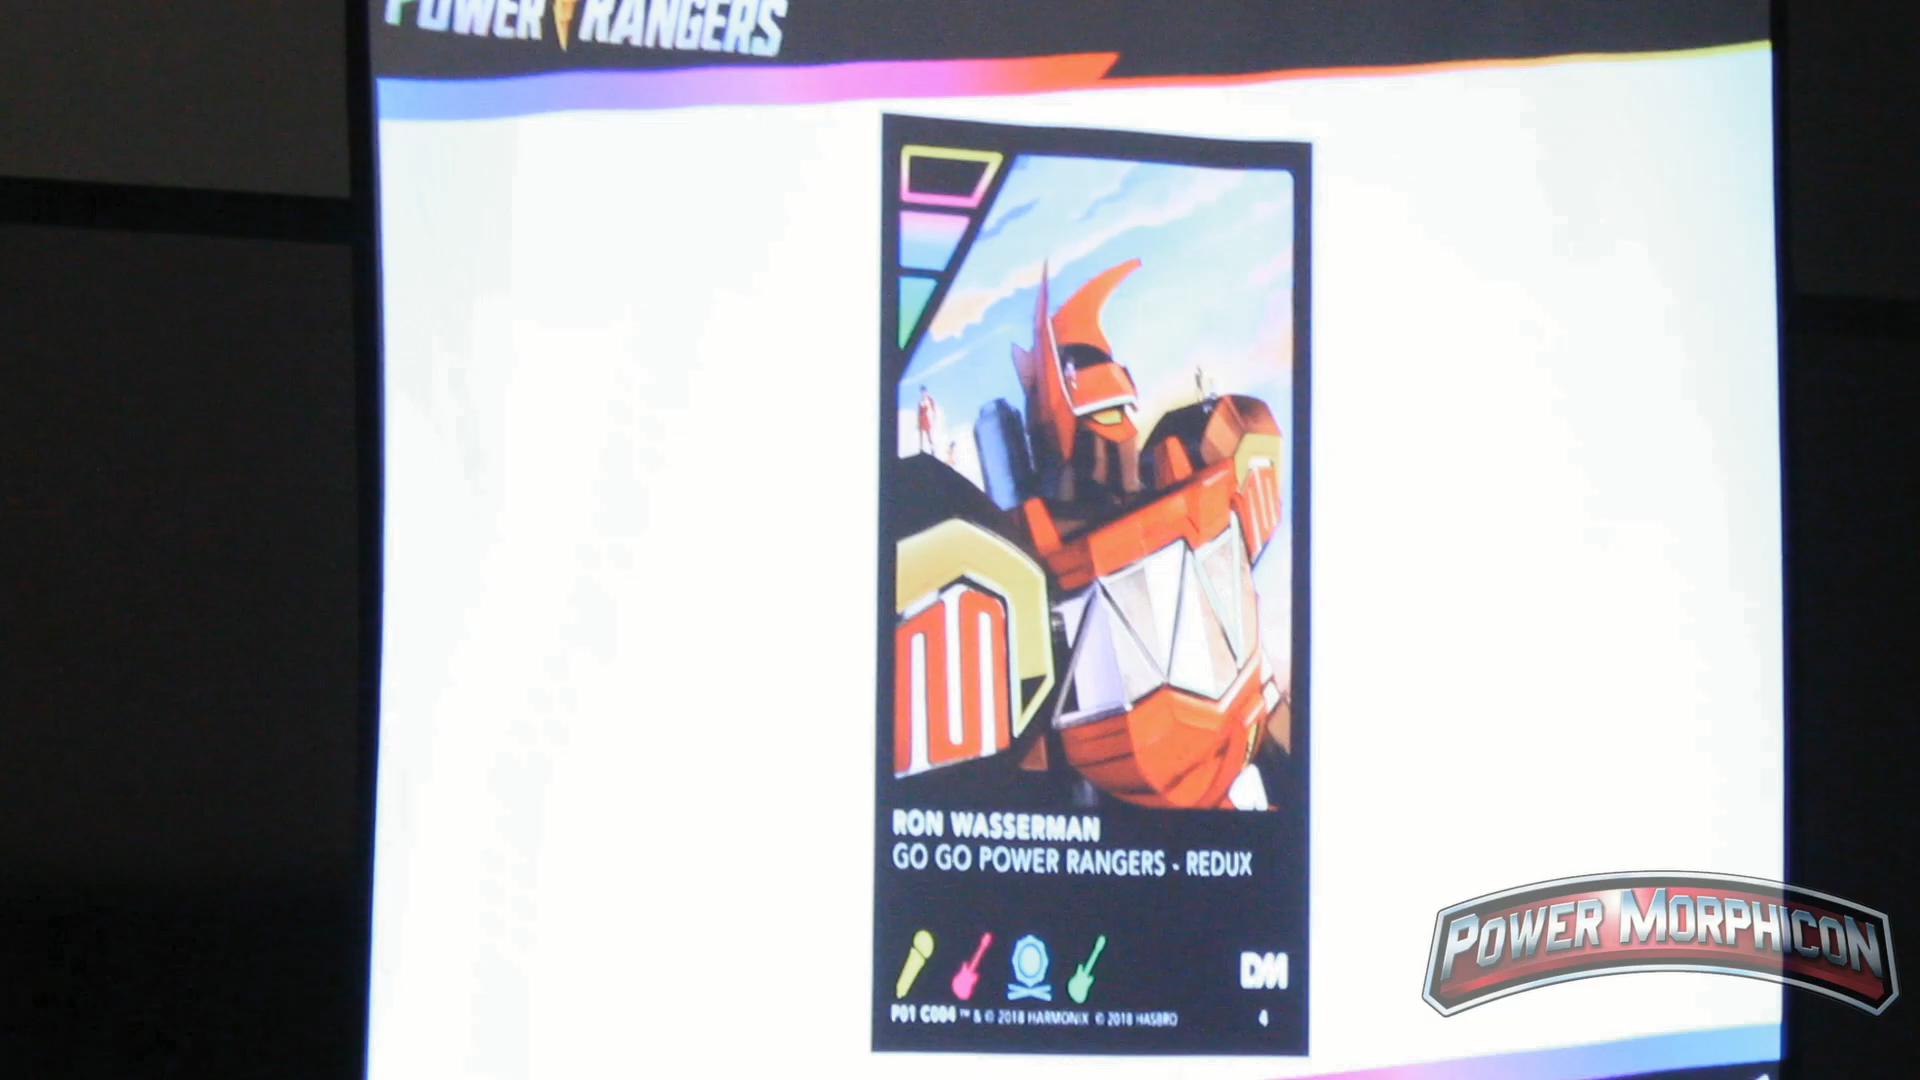 POWER RANGERS
RON WASSERMAN
GO GO POWER RANGERS - REDUX
DM
P01 C004 ™ & © 2018 HARMONIX © 2018 HASBRO
4
POWER MORPHICON